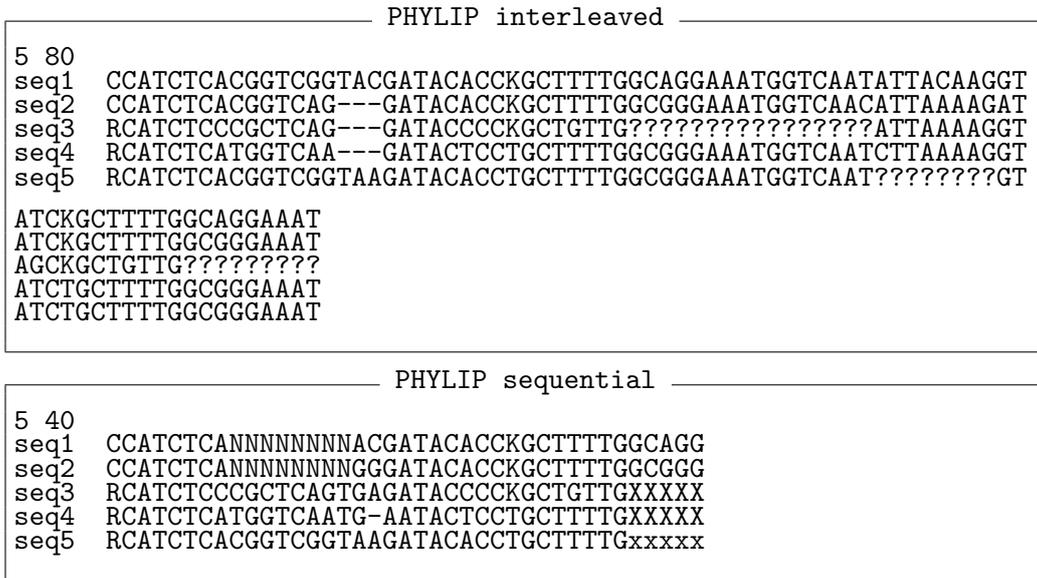 PHYLIP interleaved
5 80
seq1 CCATCTCACGGTCGGTACGATACACCKGCTTTTGGCAGGAAATGGTCAATATTACAAGGT
seq2 CCATCTCACGGTCAG---GATACACCKGCTTTTGGCGGGAAATGGTCAACATTAAAAGAT
seq3 RCATCTCCCGCTCAG---GATACCCCKGCTGTTG????????????????ATTAAAAGGT
seq4 RCATCTCATGGTCAA---GATACTCCTGCTTTTGGCGGGAAATGGTCAATCTTAAAAGGT
seq5 RCATCTCACGGTCGGTAAGATACACCTGCTTTTGGCGGGAAATGGTCAAT????????GT
ATCKGCTTTTGGCAGGAAAT
ATCKGCTTTTGGCGGGAAAT
AGCKGCTGTTG?????????
ATCTGCTTTTGGCGGGAAAT
ATCTGCTTTTGGCGGGAAAT
PHYLIP sequential
5 40
seq1 CCATCTCANNNNNNNNACGATACACCKGCTTTTGGCAGG
seq2 CCATCTCANNNNNNNNGGGATACACCKGCTTTTGGCGGG
seq3 RCATCTCCCGCTCAGTGAGATACCCCKGCTGTTGXXXXX
seq4 RCATCTCATGGTCAATG-AATACTCCTGCTTTTGXXXXX
seq5 RCATCTCACGGTCGGTAAGATACACCTGCTTTTGxxxxx